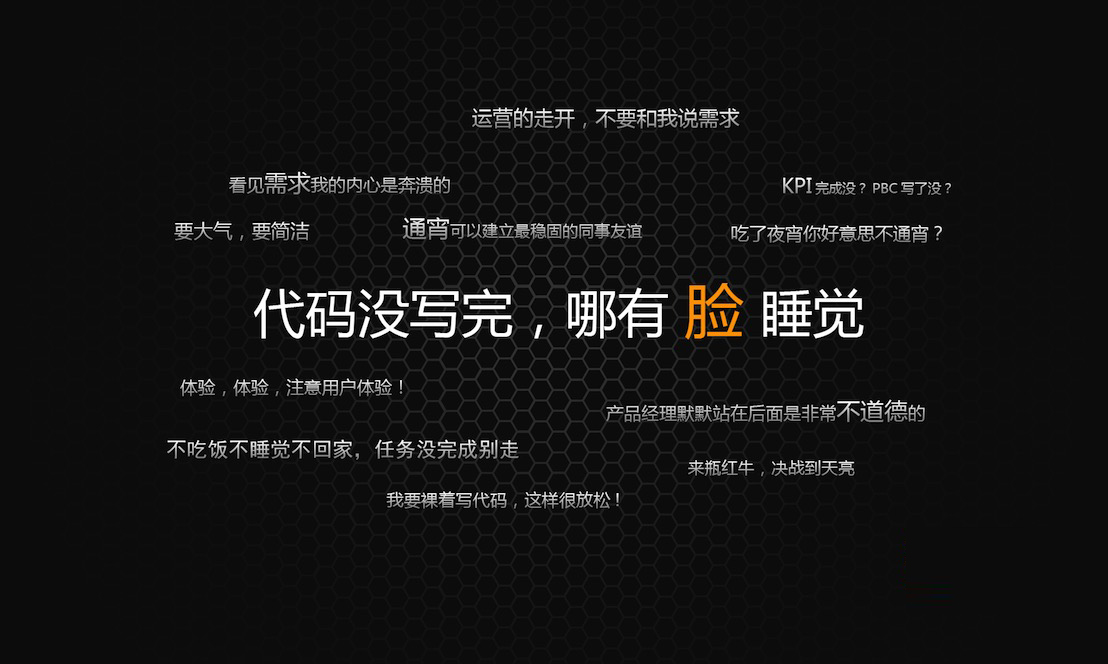 运营的走开，不要和我说需求
看见需求我的内心是奔溃的
KPI 完成没？ PBC 写了没？
要大气，要简洁
通宵可以建立最稳固的同事友谊
吃了夜宵你好意思不通宵？
代码没写完，哪有 脸 睡觉
体验，体验，注意用户体验！
产品经理默默站在后面是非常不道德的
不吃饭不睡觉不回家，任务没完成别走
来瓶红牛，决战到天亮
我要裸着写代码，这样很放松！